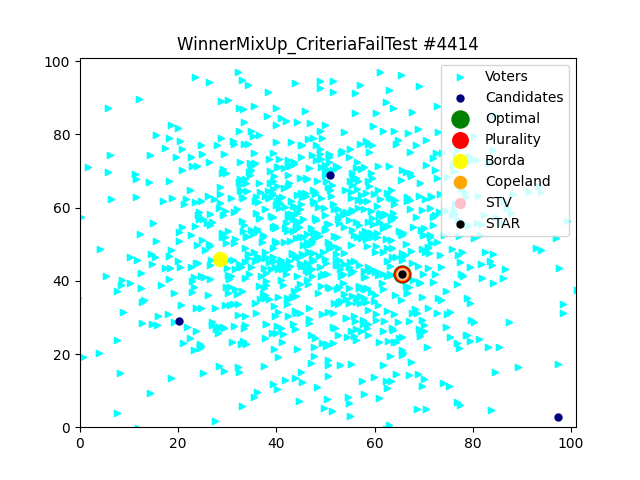 WinnerMixUp_CriteriaFailTest #4414
100
80
60
40
20
0
0 20 40 60 80 100
Voters
Candidates
Optimal
Plurality
Borda
Copeland
STV
STAR